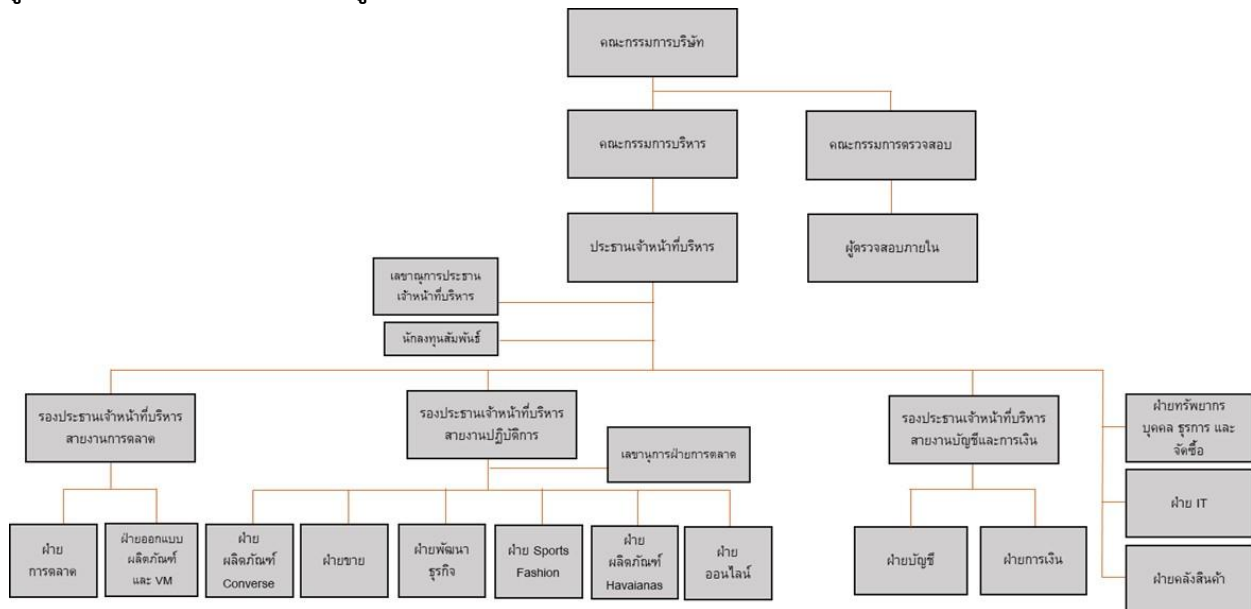 คณะกรรมการบริษัท
คณะกรรมการบริหาร
คณะกรรมการตรวจสอบ
ประธานเจ้าหน้าที่บริหาร
ผู้ตรวจสอบภายใน
เลขานุการประธาน
เจ้าหน้าที่บริหาร
นักลงทุนสัมพันธ์
รองประธานเจ้าหน้าที่บริหาร
สายงานการตลาด
รองประธานเจ้าหน้าที่บริหาร
สายงานปฏิบัติการ
เลขานุการฝ่ายการตลาด
รองประธานเจ้าหน้าที่บริหาร
สายงานบัญชีและการเงิน
ฝ่ายทรัพยากร
บุคคล ธุรการ และ
จัดซื้อ
ฝ่าย IT
ฝ่ายคลังสินค้า
ฝ่าย
การตลาด
ฝ่ายออกแบบ
ผลิตภัณฑ์
และ VM
ฝ่าย
ผลิตภัณฑ์
Converse
ฝ่ายขาย
ฝ่ายพัฒนา
ธุรกิจ
ฝ่าย Sports
Fashion
ฝ่าย
ผลิตภัณฑ์
Havaianas
ฝ่าย
ออนไลน์
ฝ่ายบัญชี
ฝ่ายการเงิน